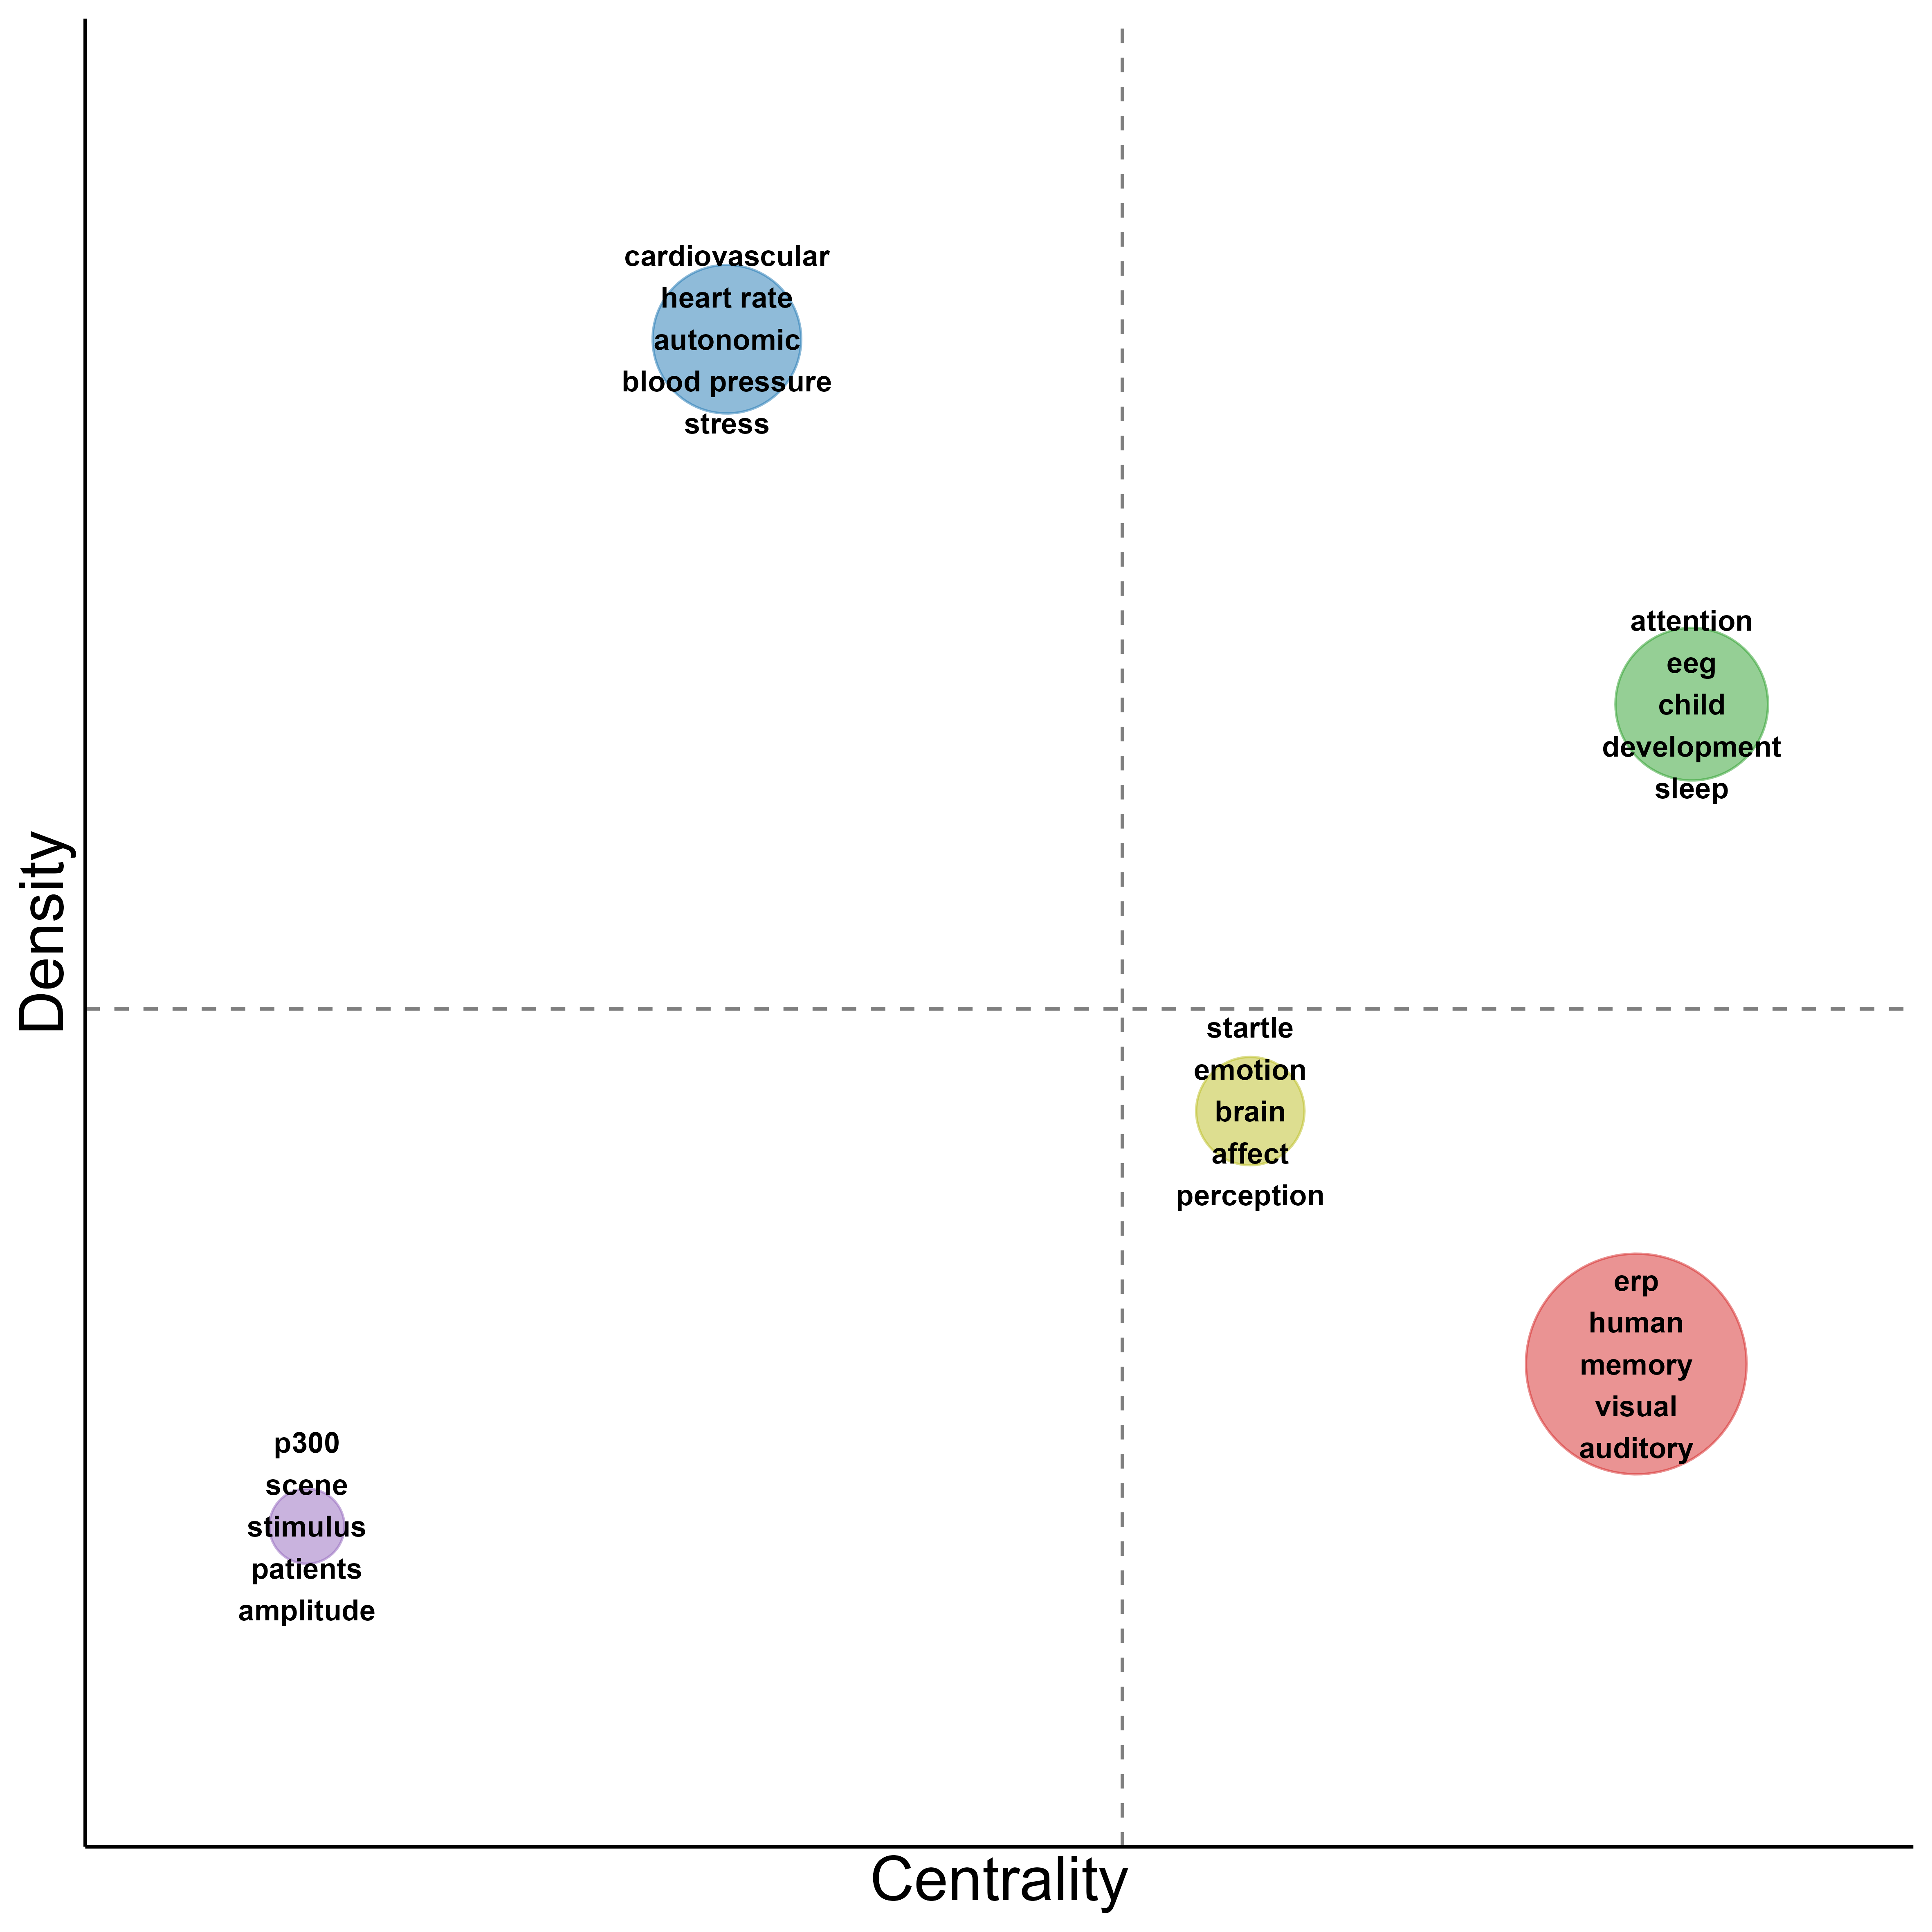 cardiovascular
heart rate
autonomic
blood pressure
stress
attention
eeg
child
development
sleep
Density
startle
emotion
brain
affect
perception
erp
human
memory
visual
auditory
p300
scene
stimulus
patients
amplitude
Centrality